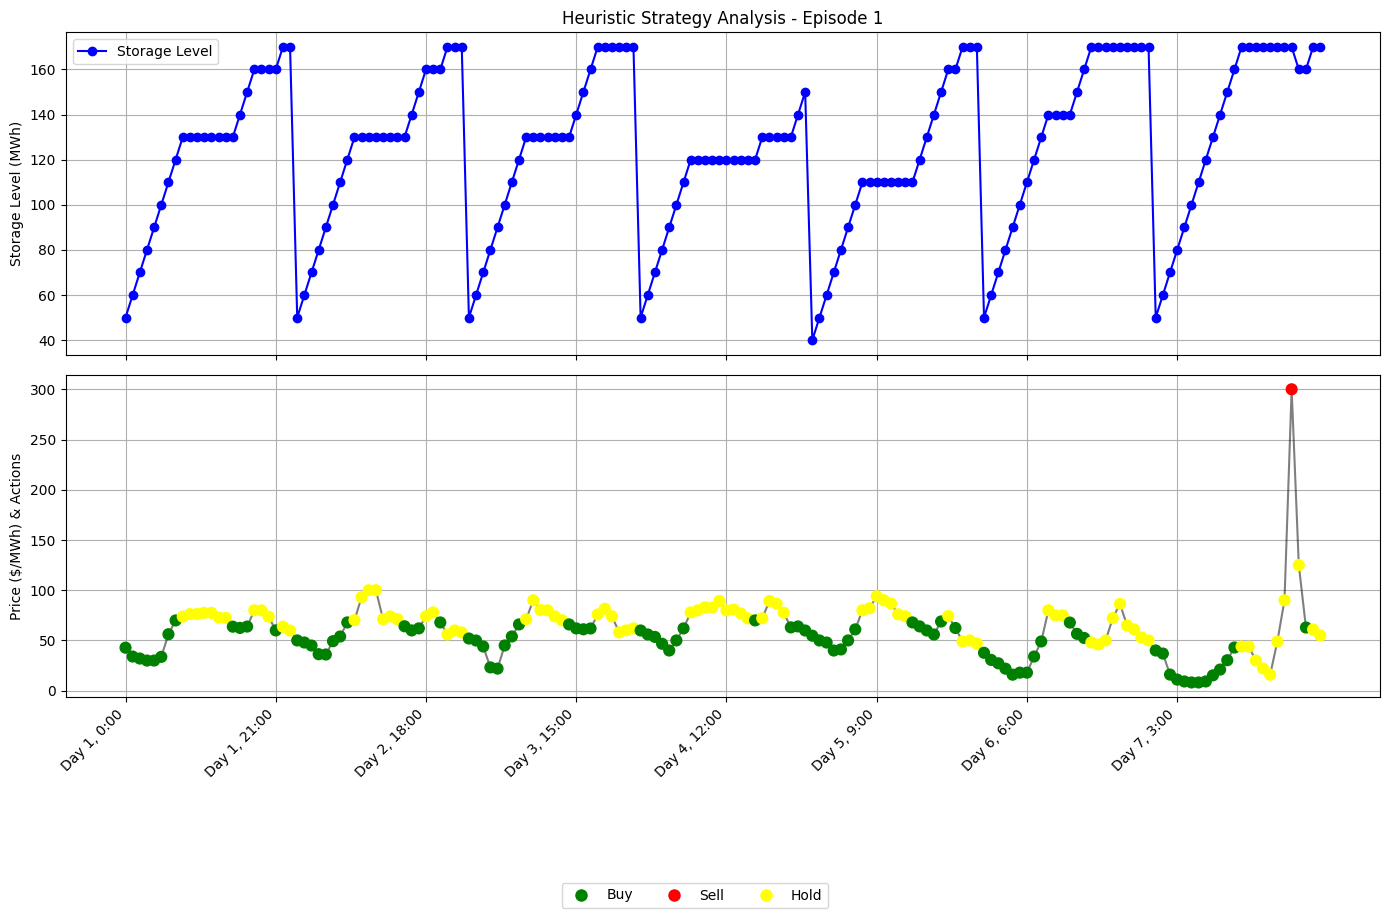 Heuristic Strategy Analysis - Episode 1
Storage Level
Storage Level (MWh)
160
140
120
100
80
60
40
Price ($/MWh) & Actions
300
250
200
150
100
50
0
Day 1, 0:00
Day 1, 21:00
Day 2, 18:00
Day 3, 15:00
Day 4, 12:00
Day 5, 9:00
Day 6, 6:00
Day 7, 3:00
Buy Sell Hold